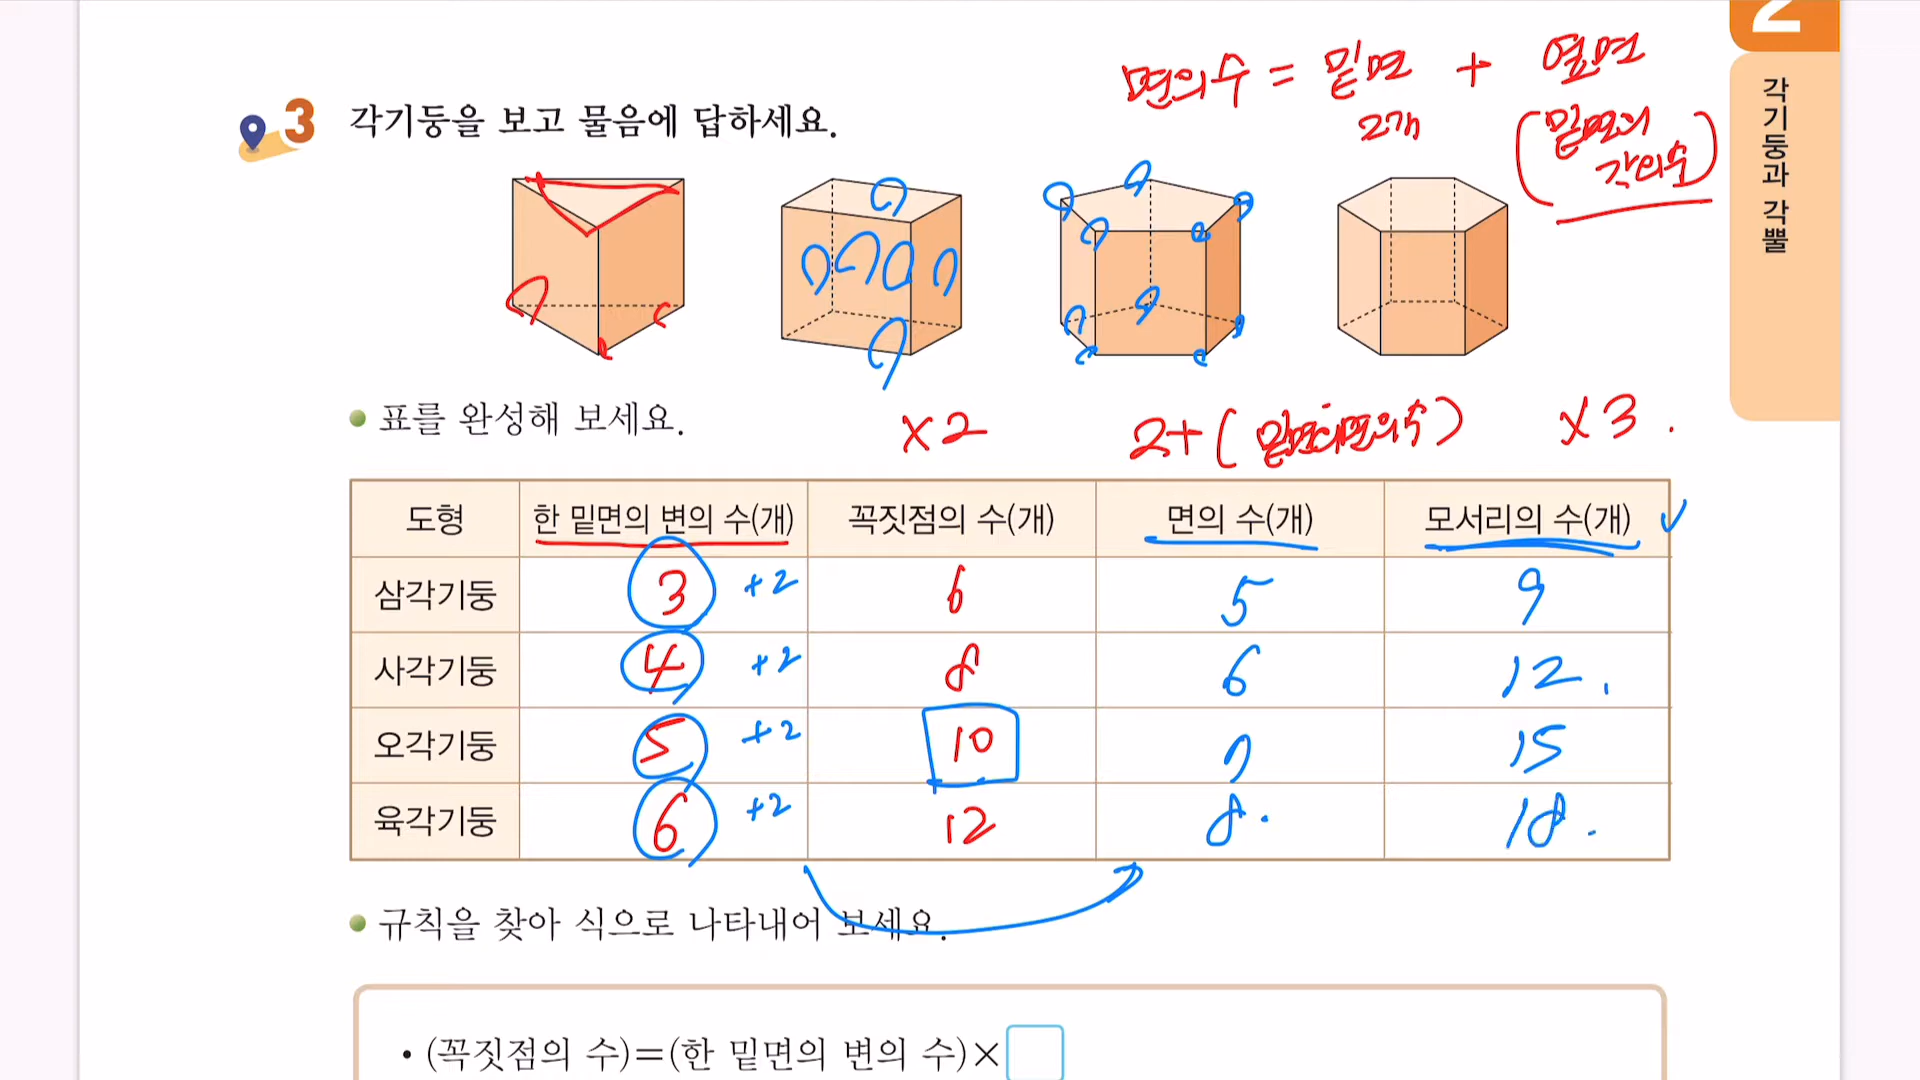 2
각기둥과 각뿔
면의수 = 밑면 + 옆면
2개 (밑면의
각의수)
3 각기둥을 보고 물음에 답하세요.
• 표를 완성해 보세요.
×2 2+( 밑면의 변의수) ×3.
도형 한 밑면의 변의 수(개) 꼭짓점의 수(개) 면의 수(개) 모서리의 수(개)
삼각기둥 3 +2 6 5 9
사각기둥 4 +2 8 6 12.
오각기둥 5 +2 10 7 15
육각기둥 6 +2 12 8. 18.
• 규칙을 찾아 식으로 나타내어 보세요.
• (꼭짓점의 수)=(한 밑면의 변의 수)×